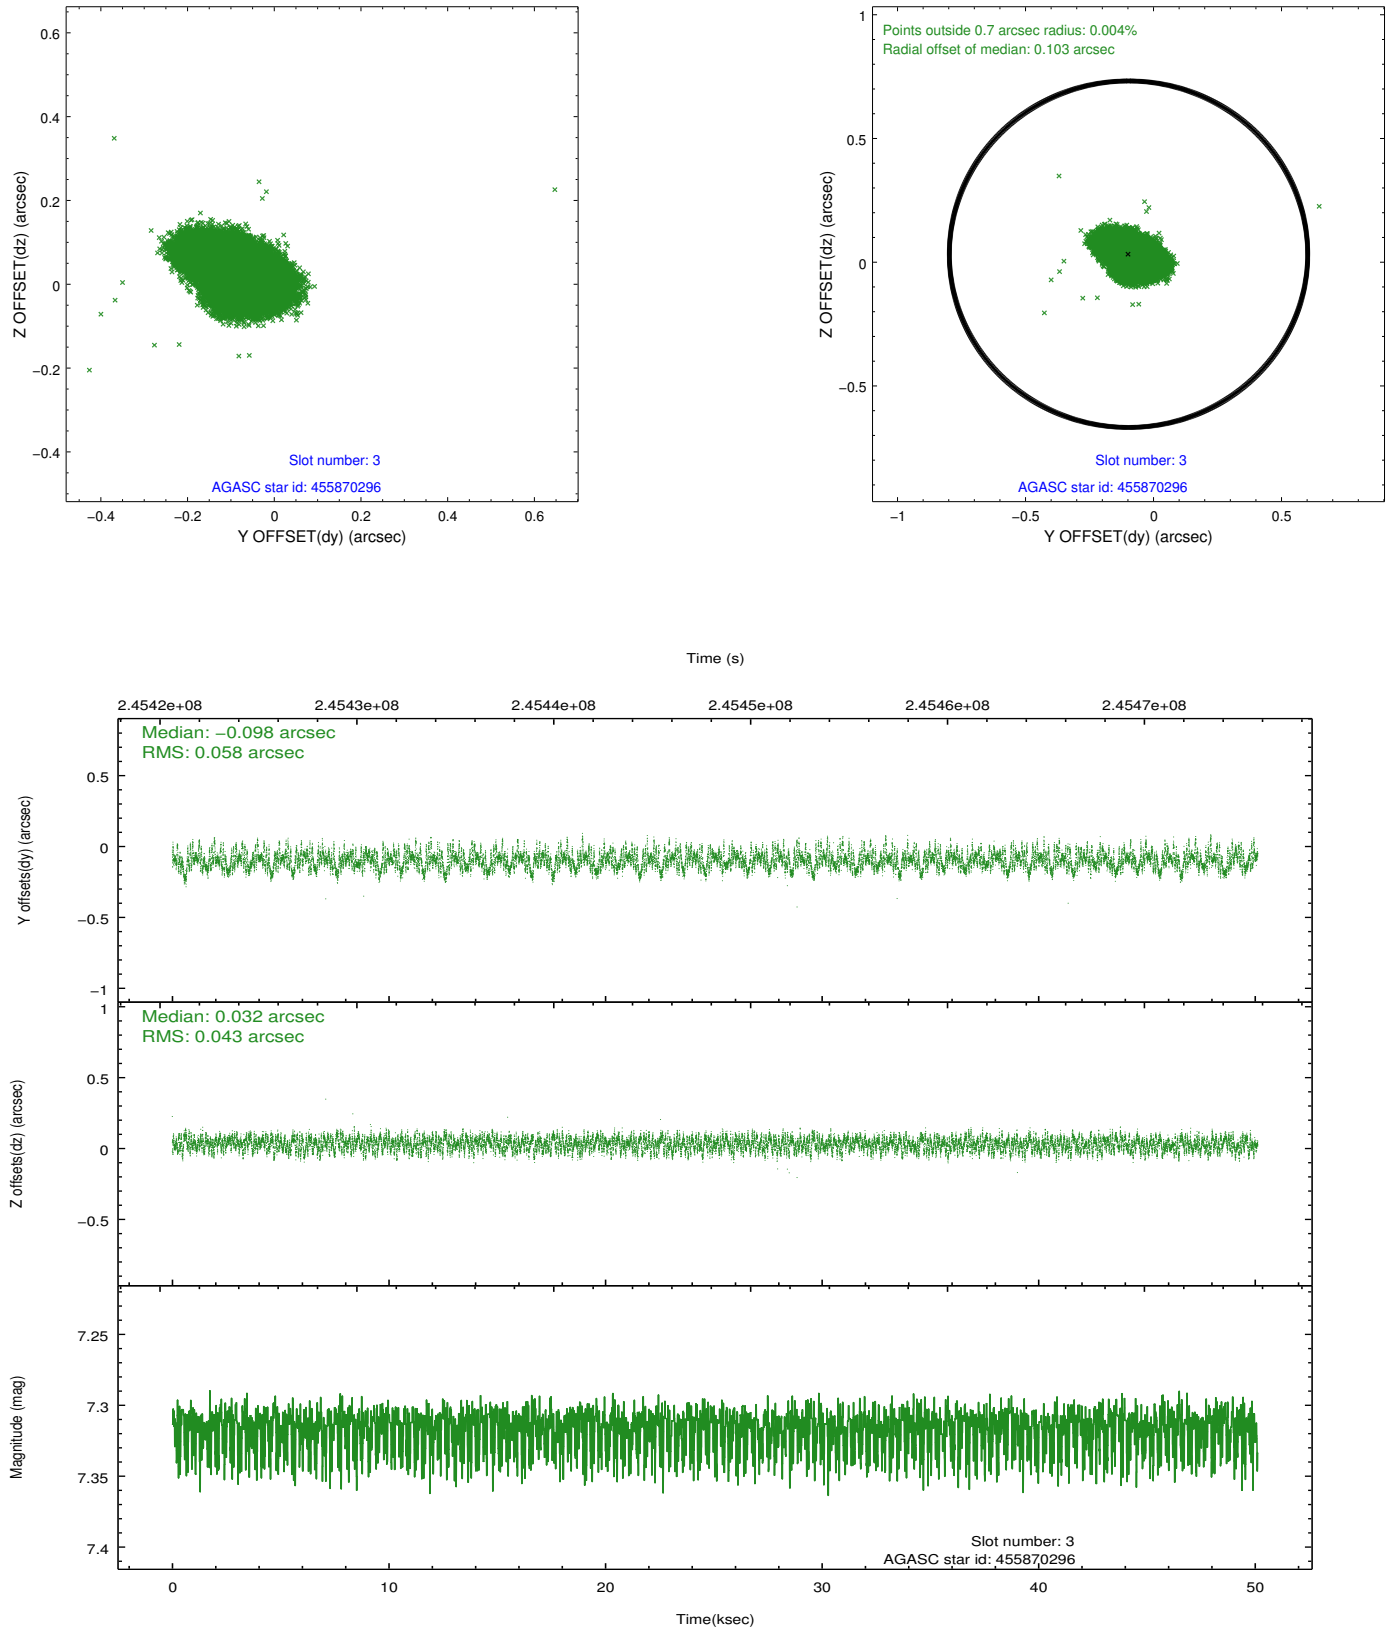 0.6
0.4
0.2
0
−0.2
−0.4
Z OFFSET(dz) (arcsec)
Slot number: 3
AGASC star id: 455870296
−0.4 −0.2 0 0.2 0.4 0.6
Y OFFSET(dy) (arcsec)
Points outside 0.7 arcsec radius: 0.004%
Radial offset of median: 0.103 arcsec
1
0.5
0
−0.5
Z OFFSET(dz) (arcsec)
Slot number: 3
AGASC star id: 455870296
−1 −0.5 0 0.5
Y OFFSET(dy) (arcsec)
Time (s)
2.4542e+08 2.4543e+08 2.4544e+08 2.4545e+08 2.4546e+08 2.4547e+08
Median: −0.098 arcsec
RMS: 0.058 arcsec
0.5
0
−0.5
−1
Y offsets(dy) (arcsec)
Median: 0.032 arcsec
RMS: 0.043 arcsec
1
0.5
0
−0.5
Z offsets(dz) (arcsec)
7.25
7.3
7.35
7.4
Magnitude (mag)
Slot number: 3
AGASC star id: 455870296
0 10 20 30 40 50
Time(ksec)